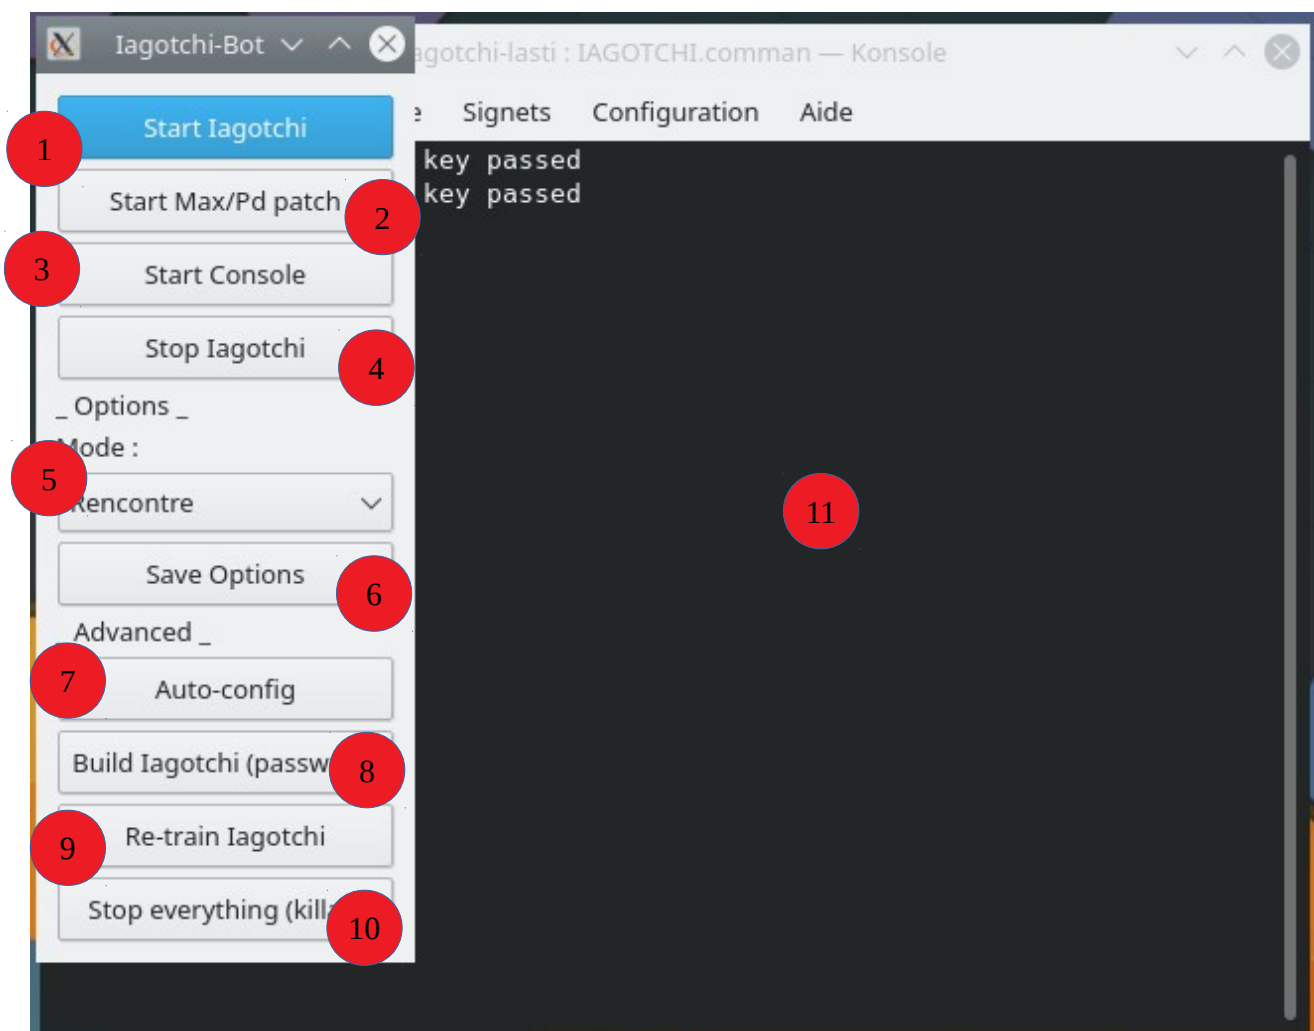 Iagotchi-Bot
agotchi-lasti : IAGOTCHI.comman — Konsole
Signets Configuration Aide
key passed
key passed
1 Start Iagotchi
Start Max/Pd patch 2
3 Start Console
Stop Iagotchi 4
_ Options _
Mode :
5 Rencontre
11
Save Options 6
_ Advanced _
7 Auto-config
Build Iagotchi (passw 8
9 Re-train Iagotchi
Stop everything (kill 10